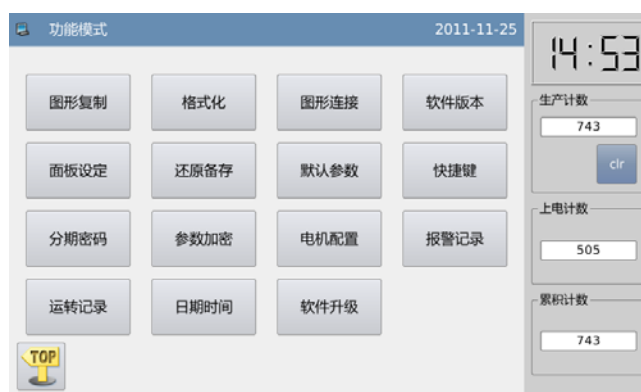 功能模式 2011-11-25
14:53
图形复制 格式化 图形连接 软件版本
面板设定 还原备存 默认参数 快捷键
分期密码 参数加密 电机配置 报警记录
运转记录 日期时间 软件升级
TOP
生产计数
743
clr
上电计数
505
累积计数
743